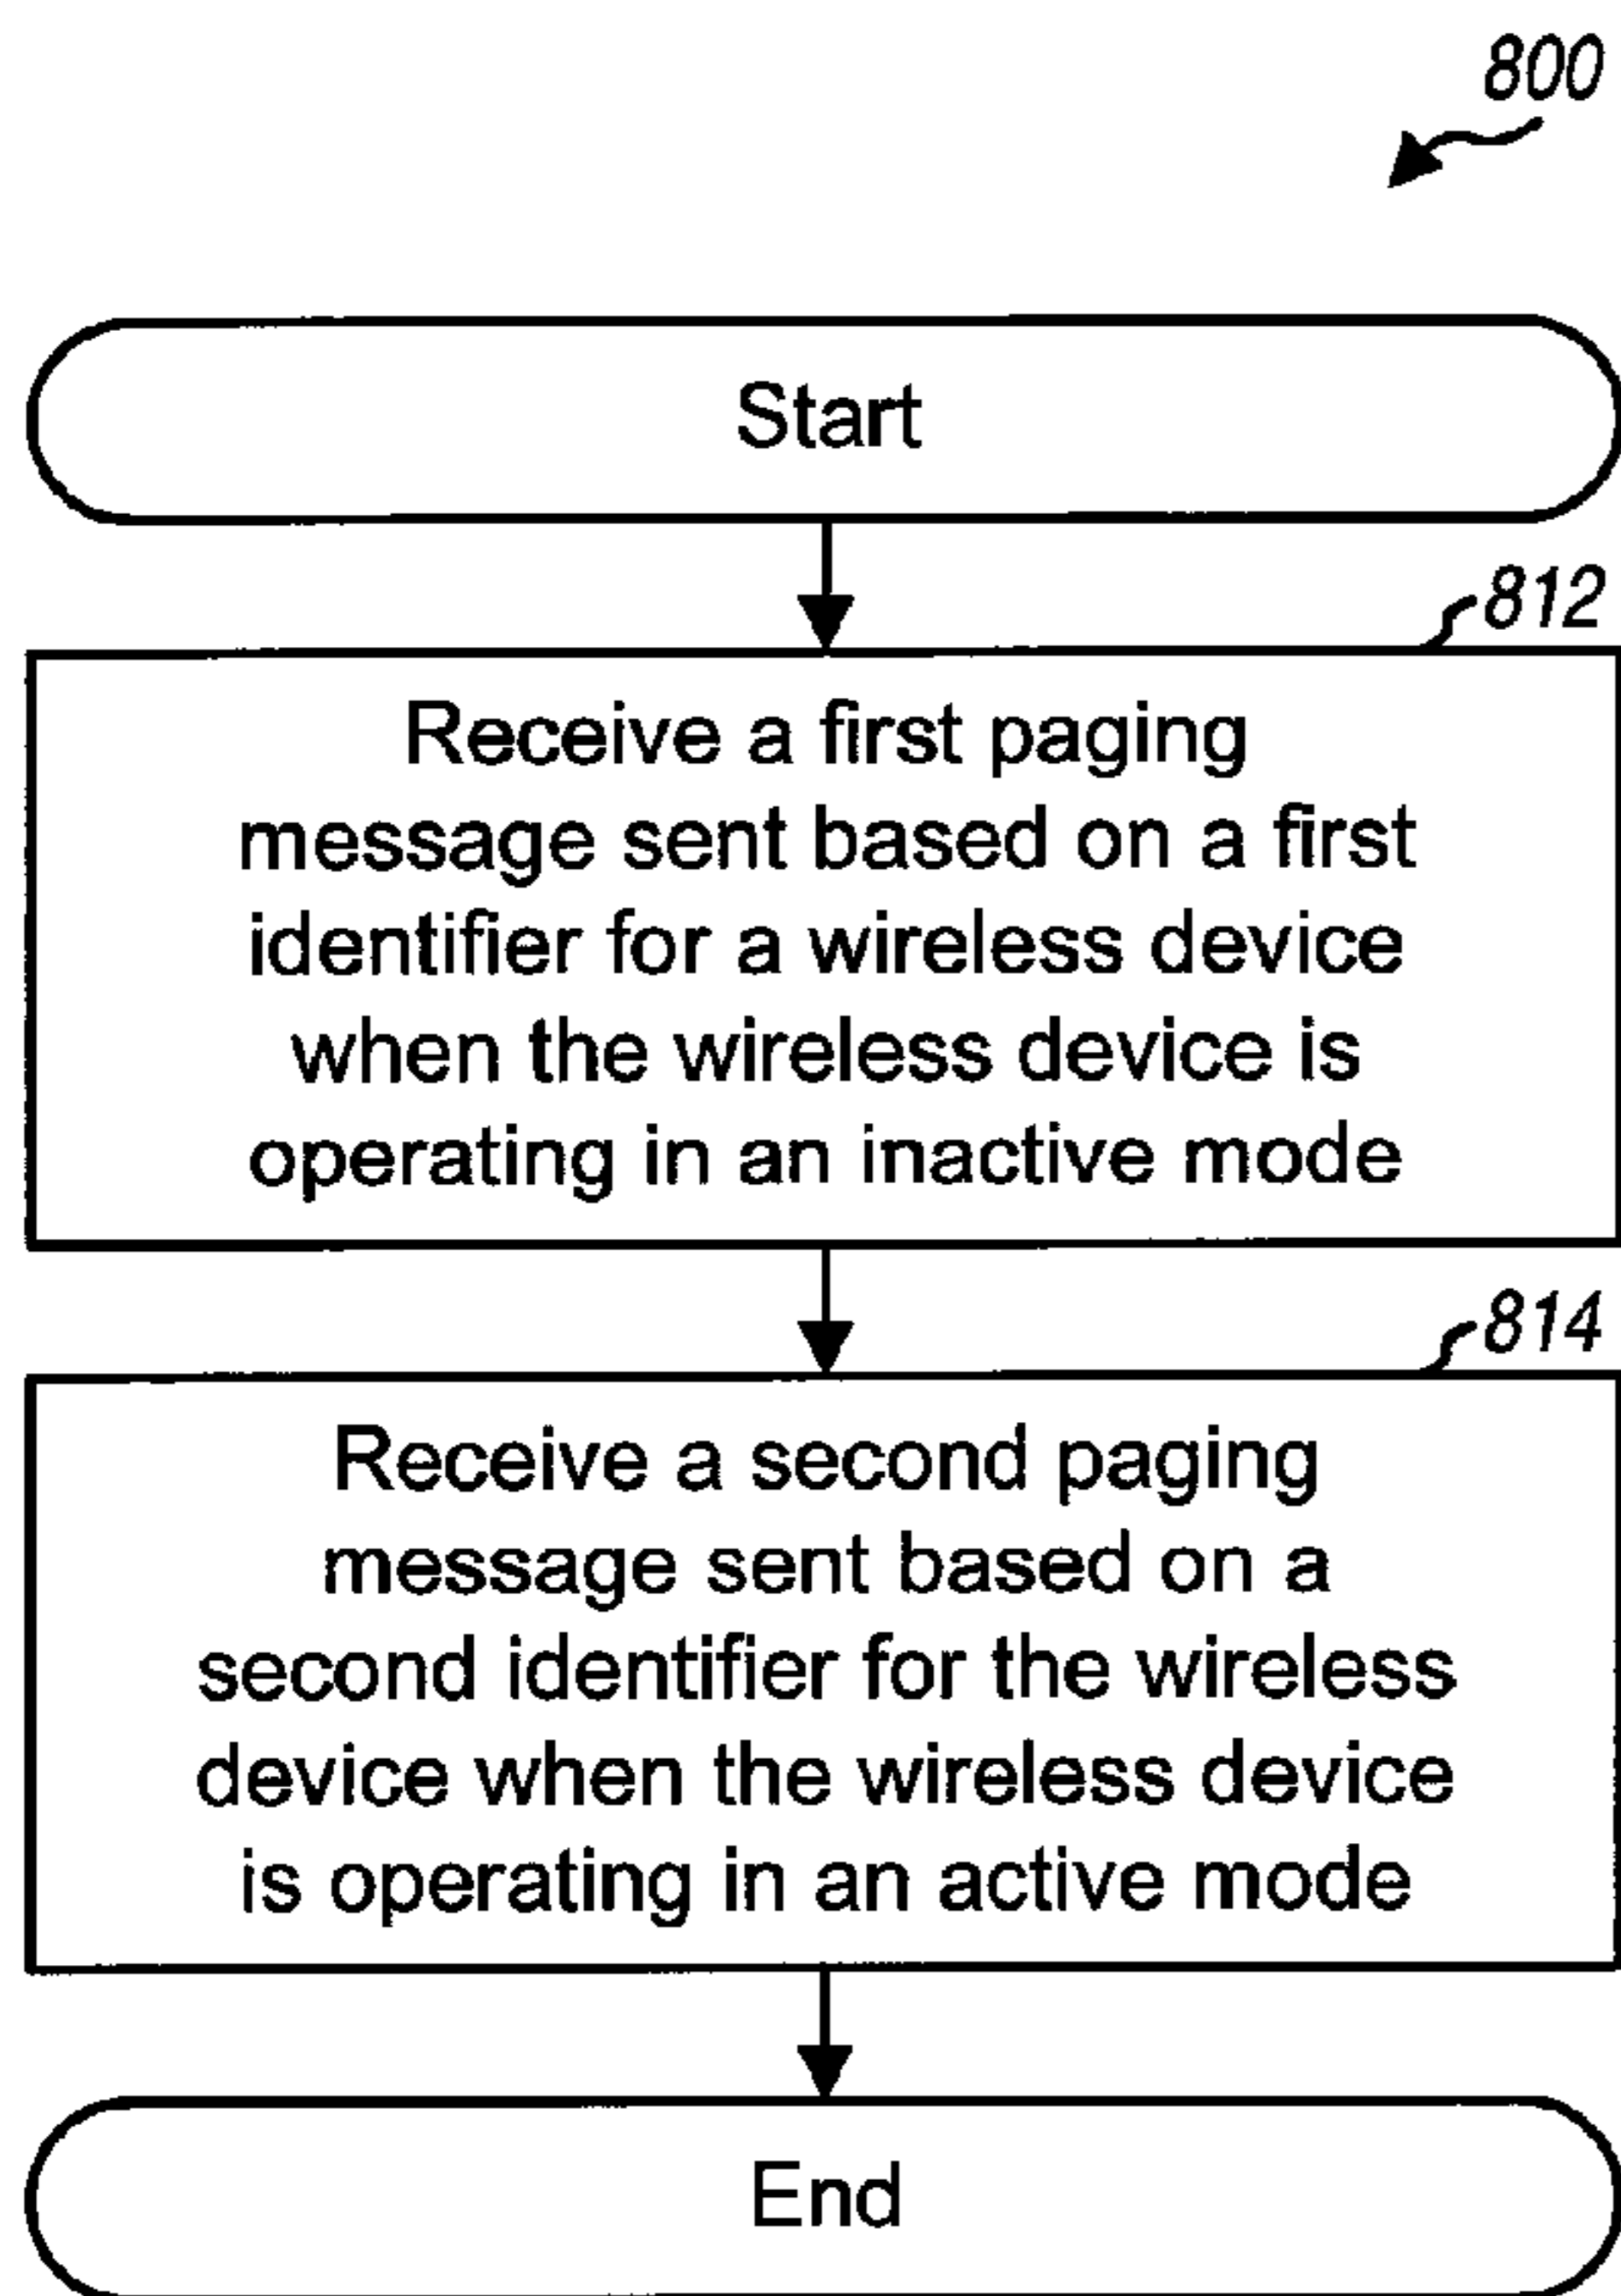 800
Start
812
Receive a first paging
message sent based on a first
identifier for a wireless device
when the wireless device is
operating in an inactive mode
814
Receive a second paging
message sent based on a
second identifier for the wireless
device when the wireless device
is operating in an active mode
End